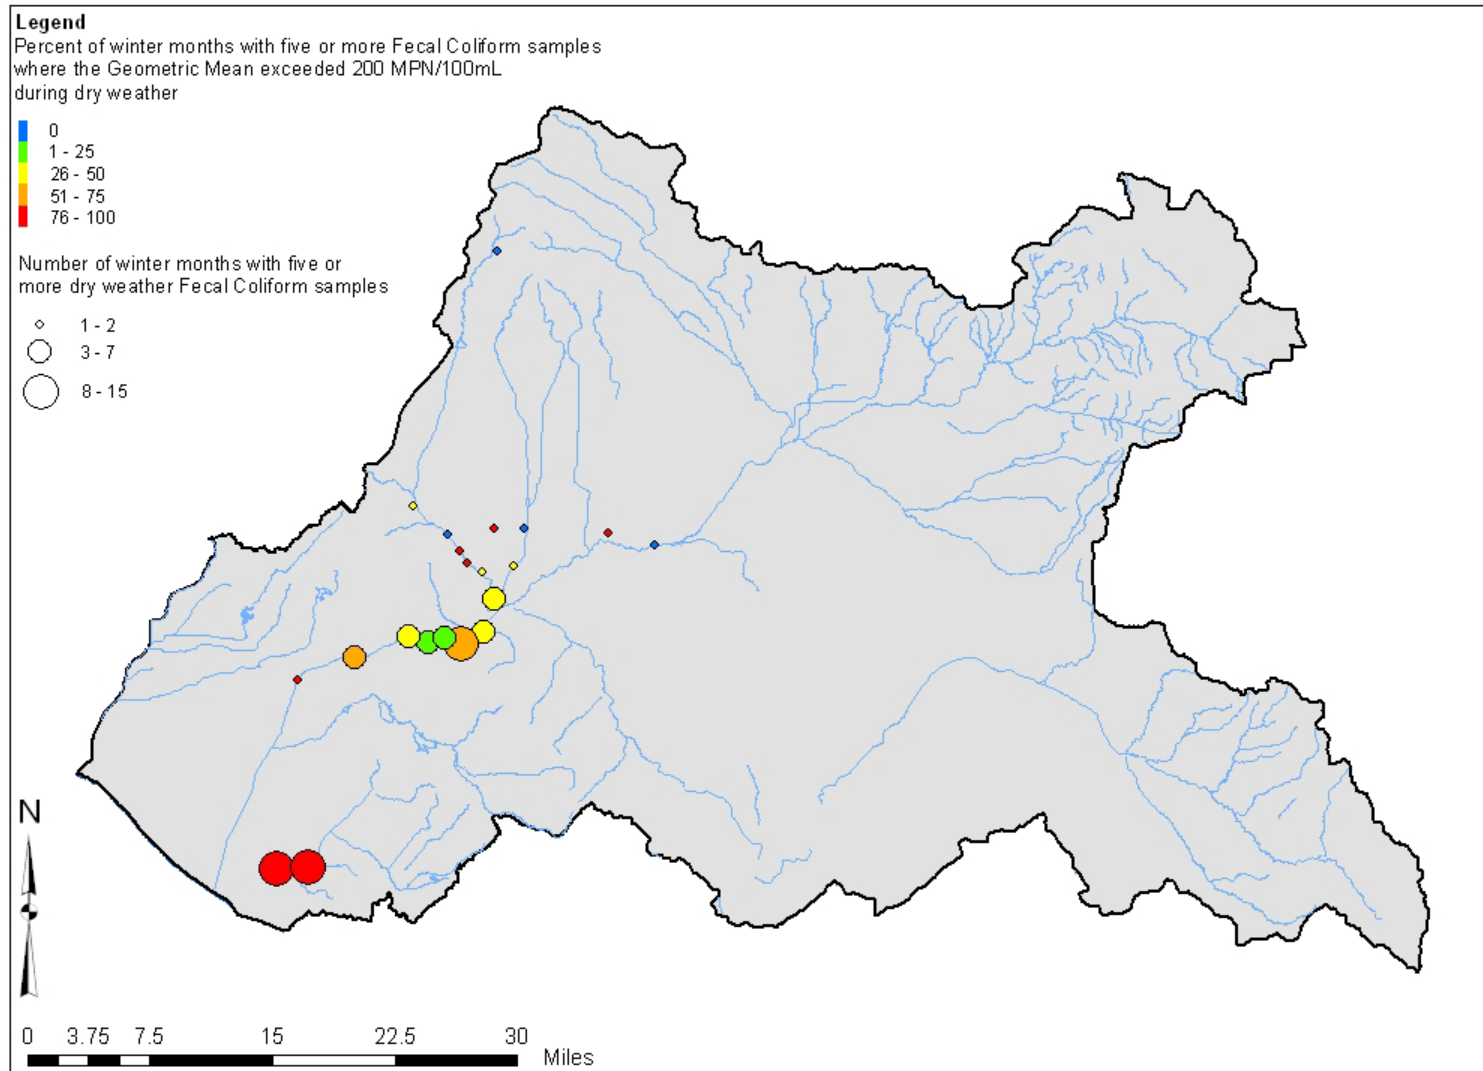 Legend
Percent of winter months with five or more Fecal Coliform samples
where the Geometric Mean exceeded 200 MPN/100mL
during dry weather
0
1 - 25
26 - 50
51 - 75
76 - 100
Number of winter months with five or
more dry weather Fecal Coliform samples
1 - 2
3 - 7
8 - 15
N
0 3.75 7.5 15 22.5 30
Miles